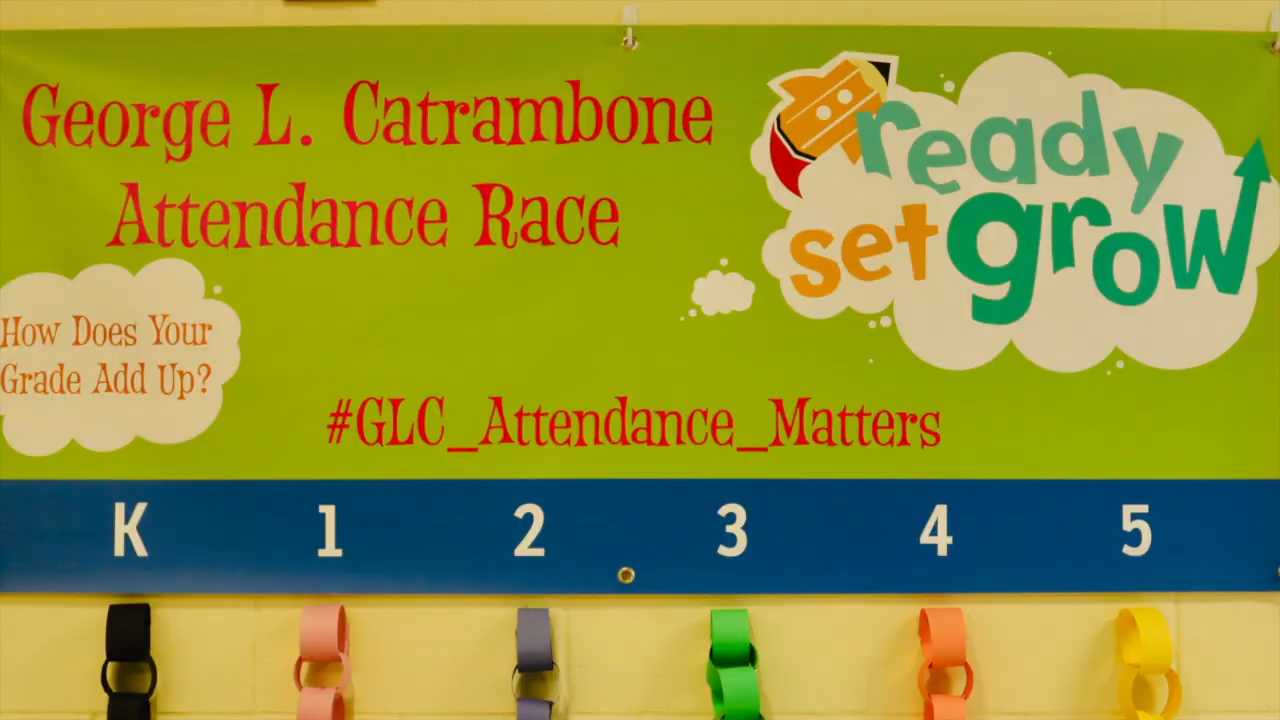 George L. Catrambone
Attendance Race
ready
set grow
How Does Your
Grade Add Up?
#GLC_Attendance_Matters
K 1 2 3 4 5